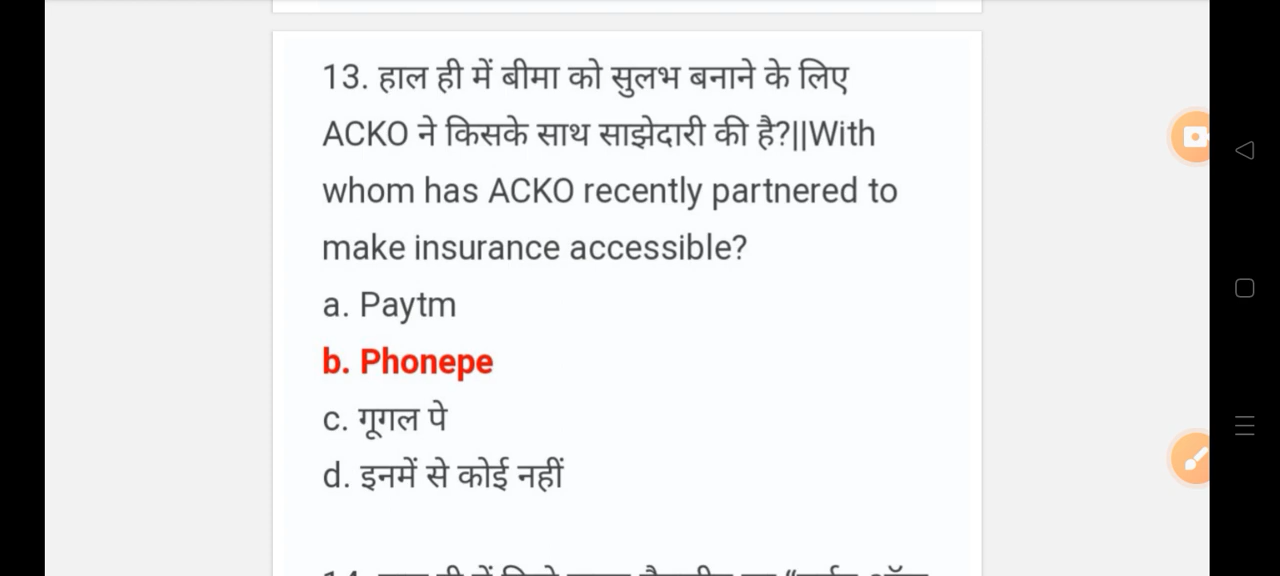 13. हाल ही में बीमा को सुलभ बनाने के लिए
ACKO ने किसके साथ साझेदारी की है?||With
whom has ACKO recently partnered to
make insurance accessible?
a. Paytm
b. Phonepe
c. गूगल पे
d. इनमें से कोई नहीं